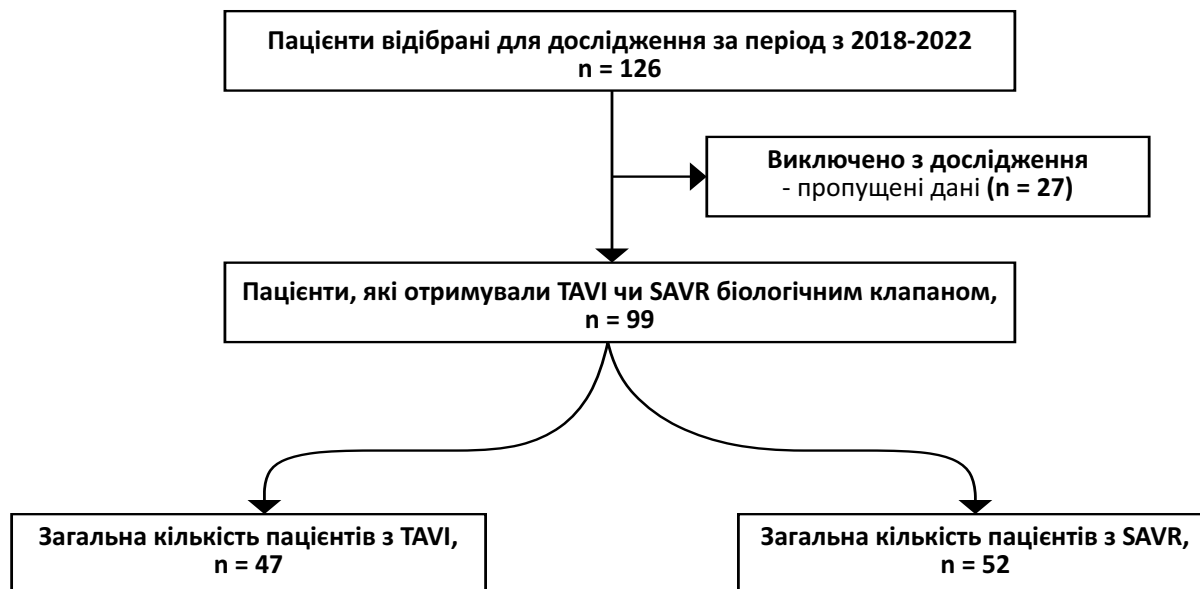 Пацієнти відібрані для дослідження за період з 2018-2022
n = 126
Виключено з дослідження
- пропущені дані (n = 27)
Пацієнти, які отримували TAVI чи SAVR біологічним клапаном,
n = 99
Загальна кількість пацієнтів з TAVI,
n = 47
Загальна кількість пацієнтів з SAVR,
n = 52